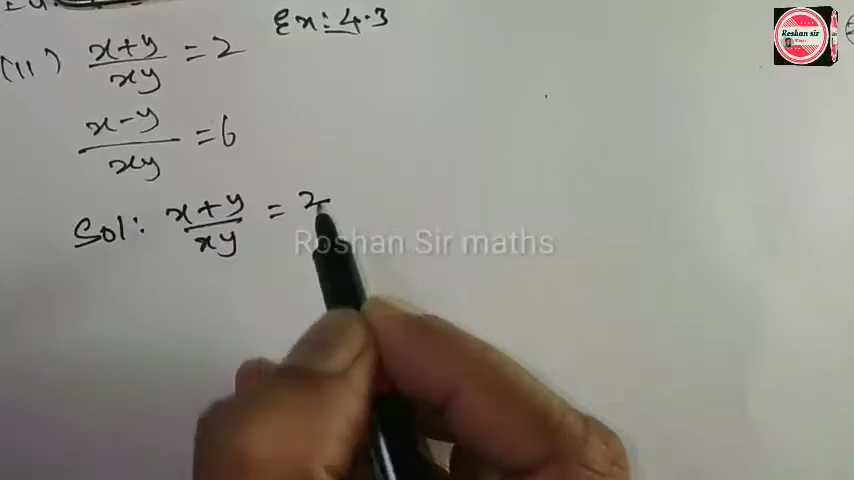 Ex: 4.3
(ii) x+y/xy = 2
x-y/xy = 6
Sol: x+y/xy = 2
Roshan Sir maths
Roshan sir